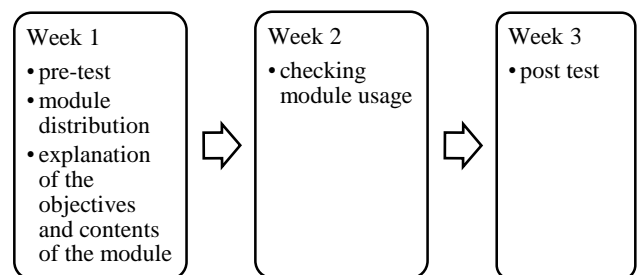 Week 1
• pre-test
• module
distribution
• explanation
of the
objectives
and contents
of the module
Week 2
• checking
module usage
Week 3
• post test